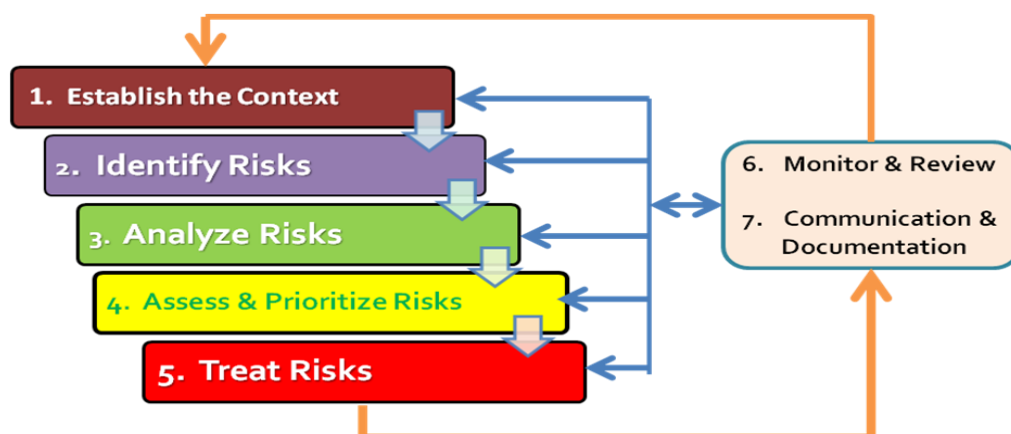 1. Establish the Context
2. Identify Risks
3. Analyze Risks
4. Assess & Prioritize Risks
5. Treat Risks
6. Monitor & Review
7. Communication &
Documentation